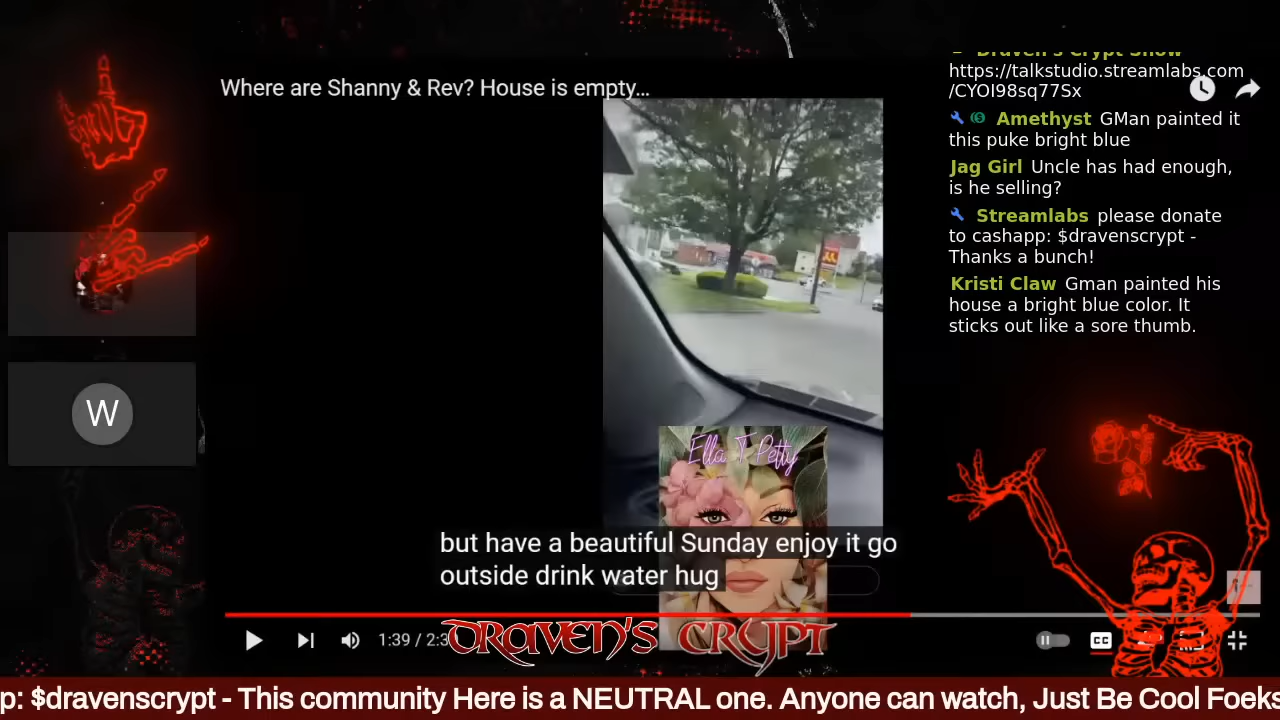 Where are Shanny & Rev? House is empty...
Draven's Crypt Show
https://talkstudio.streamlabs.com
/CYOI98sq77Sx
Amethyst GMan painted it
this puke bright blue
Jag Girl Uncle has had enough,
is he selling?
Streamlabs please donate
to cashapp: $dravenscrypt -
Thanks a bunch!
Kristi Claw Gman painted his
house a bright blue color. It
sticks out like a sore thumb.
W
Ella T Petty
but have a beautiful Sunday enjoy it go
outside drink water hug
1:39 / 2:3
CC
DRAVEN'S CRYPT
p: $dravenscrypt - This community Here is a NEUTRAL one. Anyone can watch, Just Be Cool Foeks